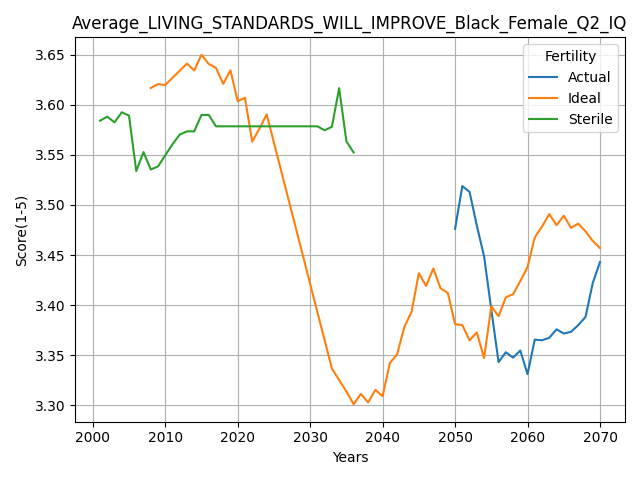 Average_LIVING_STANDARDS_WILL_IMPROVE_Black_Female_Q2_IQ
Fertility
Actual
Ideal
Sterile
Score(1-5)
3.65
3.60
3.55
3.50
3.45
3.40
3.35
3.30
2000 2010 2020 2030 2040 2050 2060 2070
Years